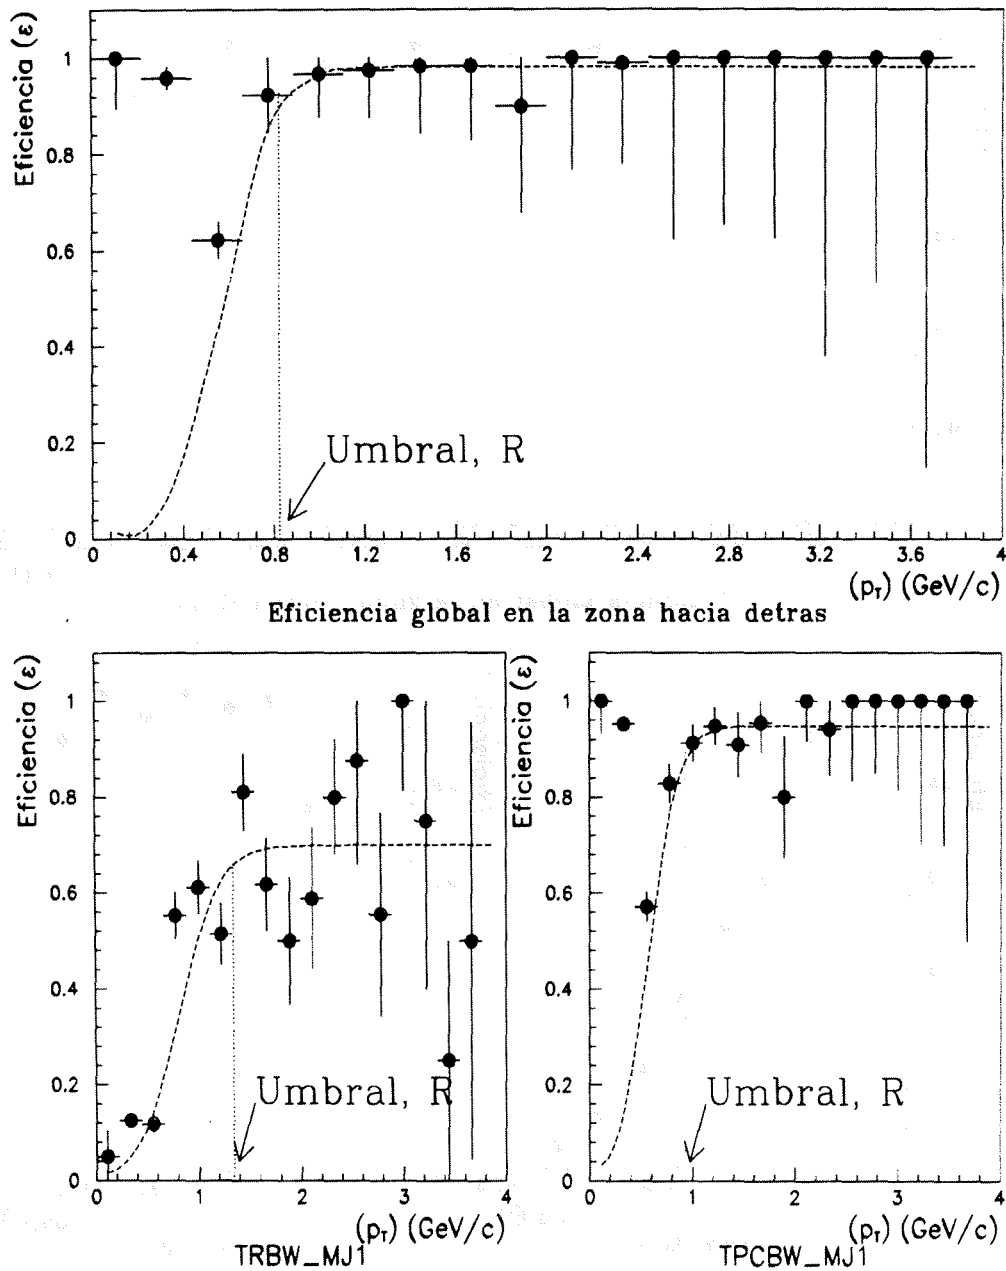 Eficiencia (ε)
1
0.8
0.6
0.4
0.2
0
Umbral, R
0 0.4 0.8 1.2 1.6 2 2.4 2.8 3.2 3.6 4
(p_T) (GeV/c)
Eficiencia global en la zona hacia detras
Eficiencia (ε)
1
0.8
0.6
0.4
0.2
0
Umbral, R
0 1 2 3 4
(p_T) (GeV/c)
TRBW_MJ1
Eficiencia (ε)
1
0.8
0.6
0.4
0.2
0
Umbral, R
0 1 2 3 4
(p_T) (GeV/c)
TPCBW_MJ1